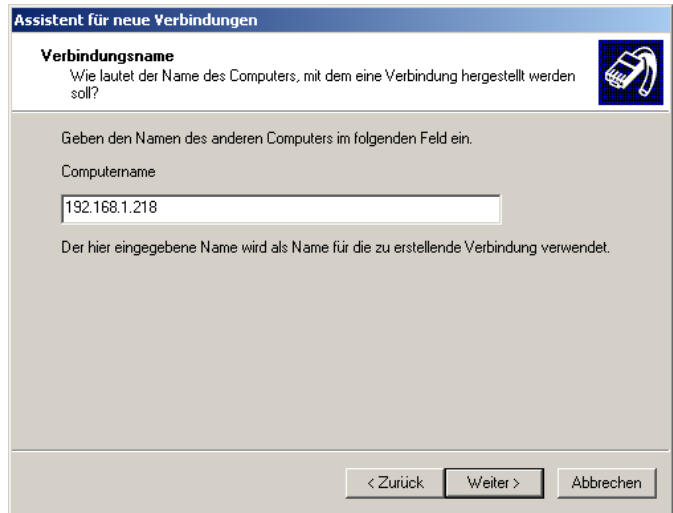 Assistent für neue Verbindungen
Verbindungsname
Wie lautet der Name des Computers, mit dem eine Verbindung hergestellt werden
soll?
Geben den Namen des anderen Computers im folgenden Feld ein.
Computername
192.168.1.218
Der hier eingegebene Name wird als Name für die zu erstellende Verbindung verwendet.
< Zurück Weiter > Abbrechen